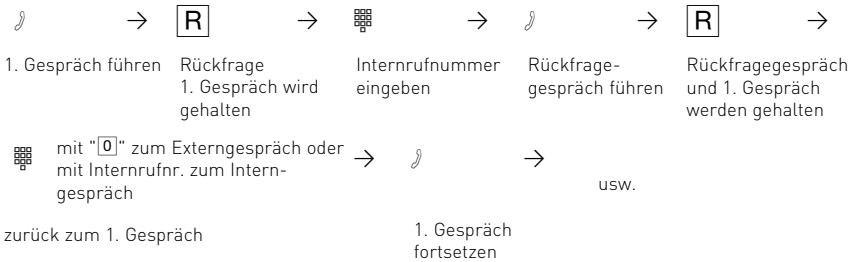 R
R
1. Gespräch führen
Rückfrage
1. Gespräch wird
gehalten
Internrufnummer
eingeben
Rückfrage-
gespräch führen
Rückfragegespräch
und 1. Gespräch
werden gehalten
mit "0" zum Externgespräch oder
mit Internrufnr. zum Intern-
gespräch
usw.
zurück zum 1. Gespräch
1. Gespräch
fortsetzen